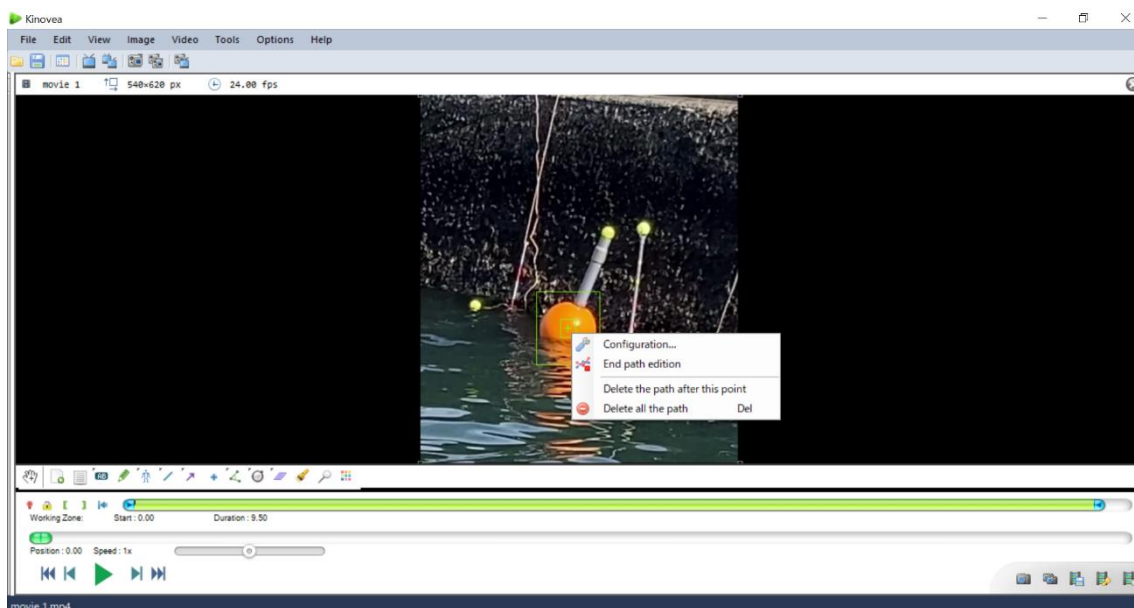 Kinovea
File Edit View Image Video Tools Options Help
movie 1 540×620 px 24.00 fps
Configuration...
End path edition
Delete the path after this point
Delete all the path Del
Working Zone: Start : 0.00 Duration : 9.50
Position : 0.00 Speed : 1x
movie 1.mp4